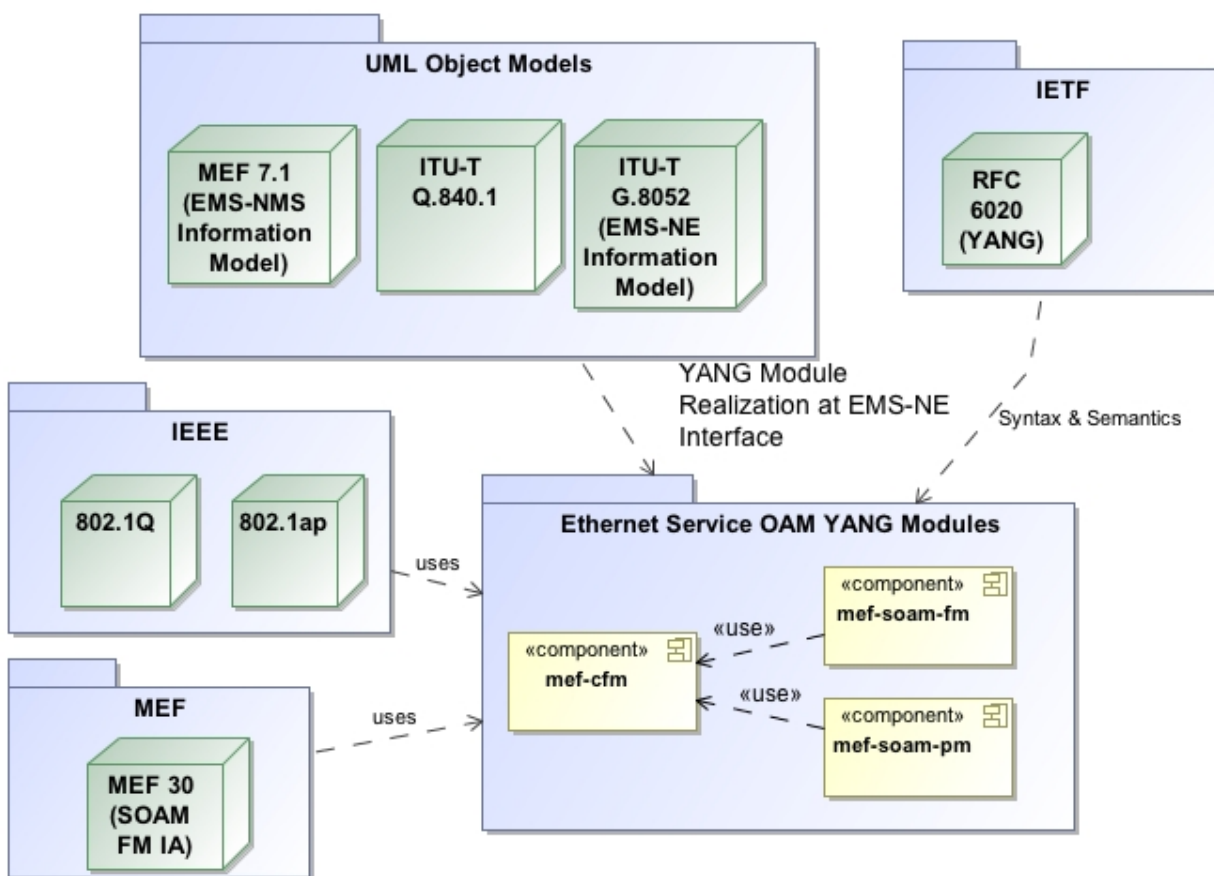 UML Object Models
MEF 7.1
(EMS-NMS
Information
Model)
ITU-T
Q.840.1
ITU-T
G.8052
(EMS-NE
Information
Model)
IETF
RFC
6020
(YANG)
YANG Module
Realization at EMS-NE
Interface
Syntax & Semantics
IEEE
802.1Q
802.1ap
uses
Ethernet Service OAM YANG Modules
«component»
mef-soam-fm
«use»
«component»
mef-cfm
«use»
«component»
mef-soam-pm
MEF
uses
MEF 30
(SOAM
FM IA)